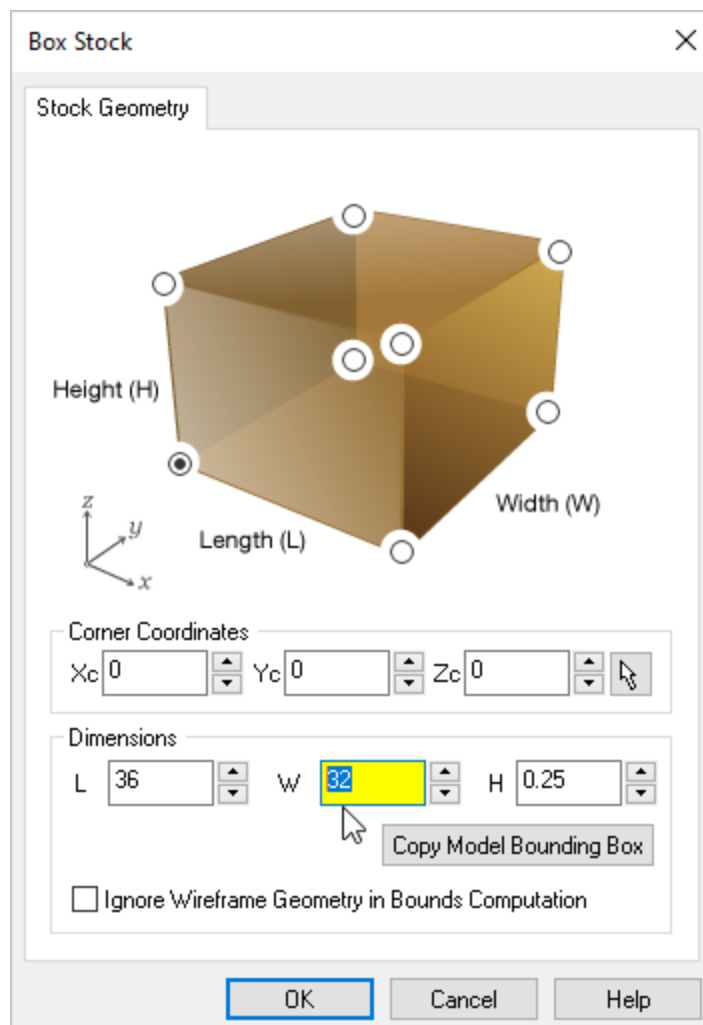 Box Stock
Stock Geometry
Height (H)
Width (W)
Length (L)
z
y
x
Corner Coordinates
Xc 0 Yc 0 Zc 0
Dimensions
L 36 W 32 H 0.25
Copy Model Bounding Box
Ignore Wireframe Geometry in Bounds Computation
OK Cancel Help